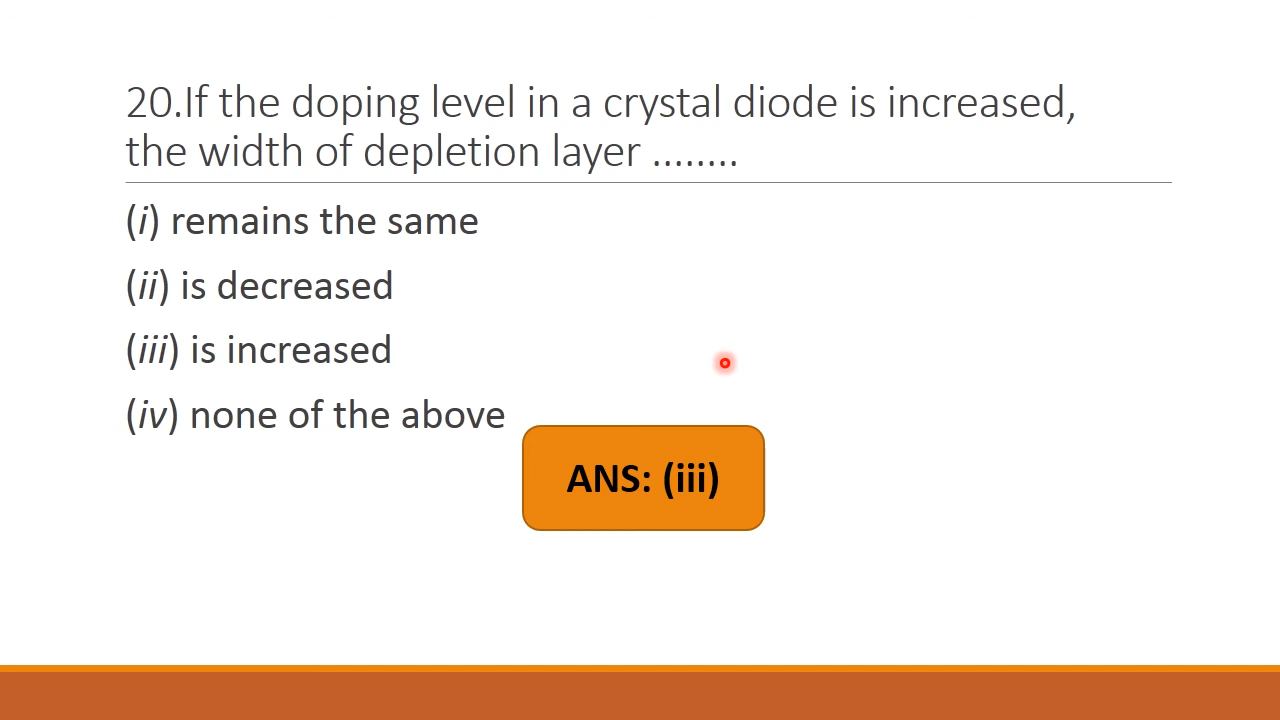 20.If the doping level in a crystal diode is increased,
the width of depletion layer ........
(i) remains the same
(ii) is decreased
(iii) is increased
(iv) none of the above
ANS: (iii)